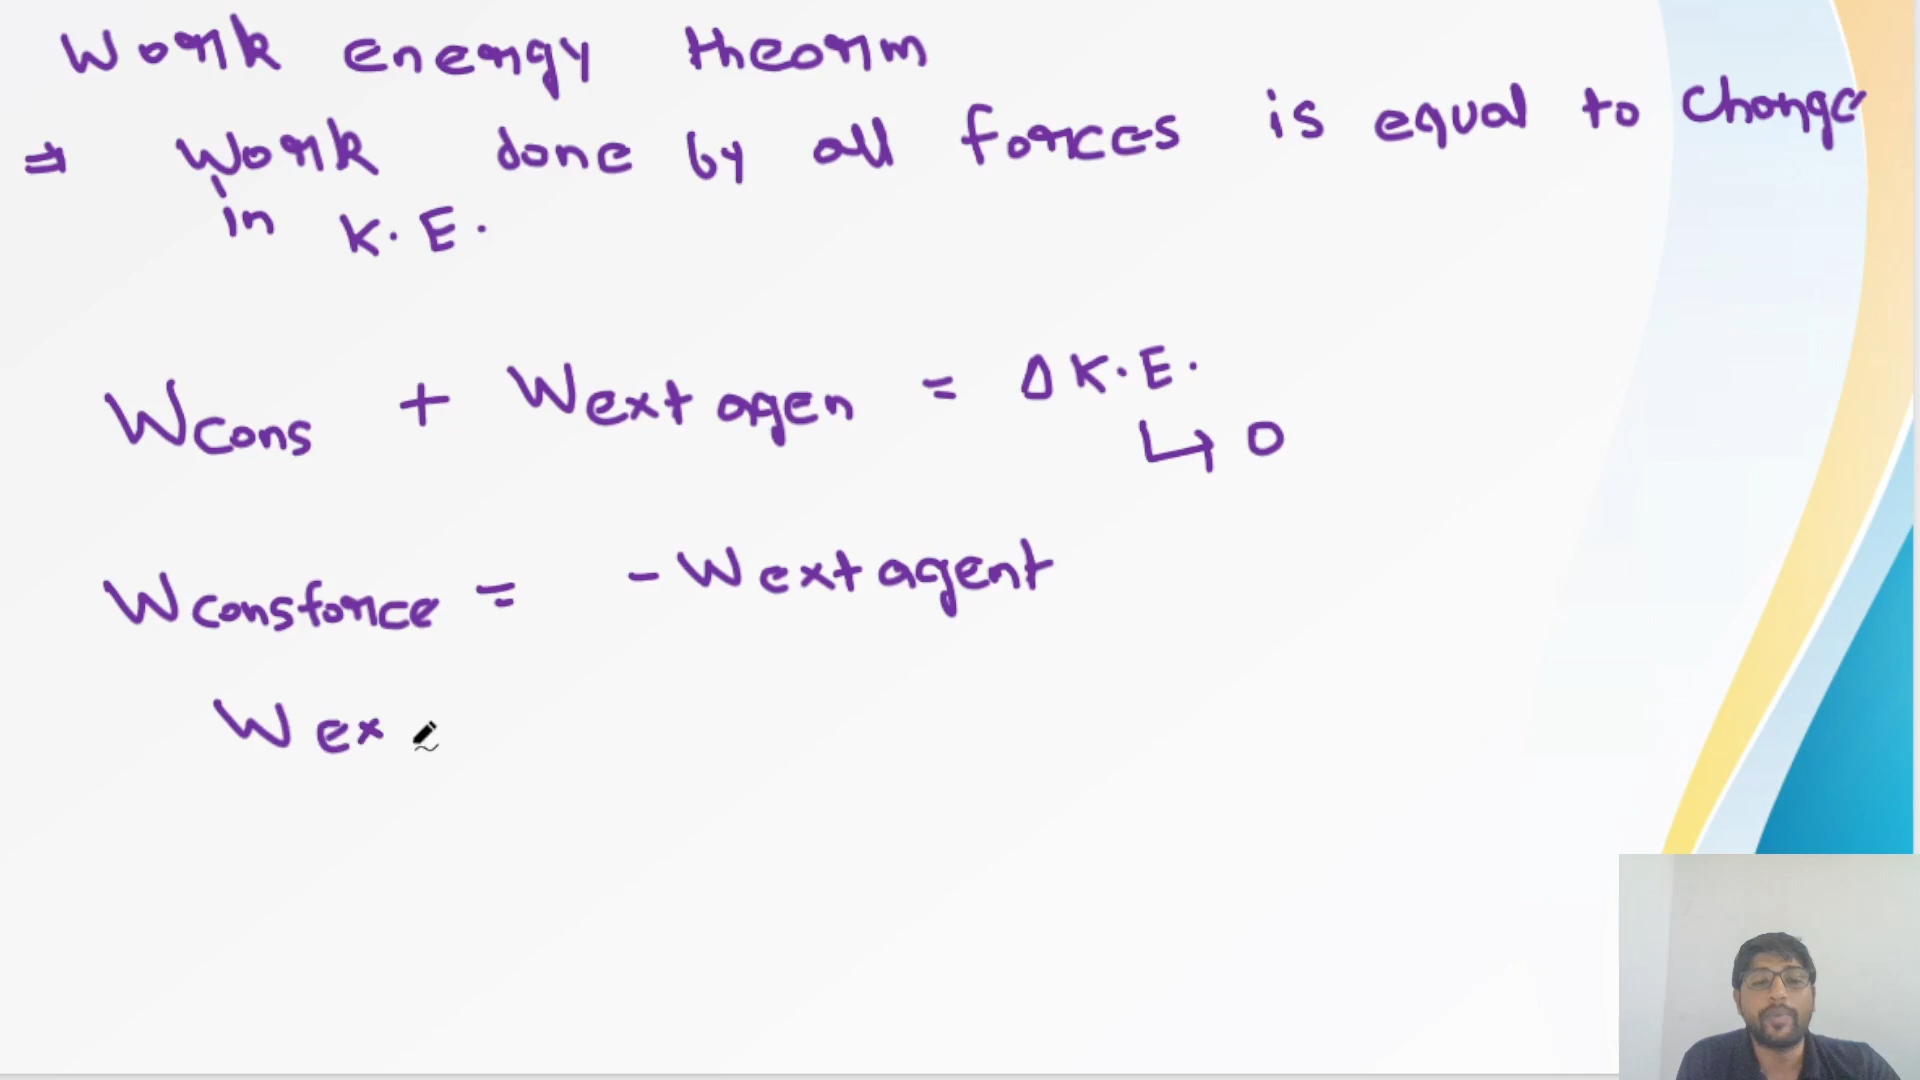 Work energy theorm
⇒ Work done by all forces is equal to change
in K.E.
Wcons + Wext agen = Δ K.E.
↳ 0
Wconsforce = - Wext agent
Wex